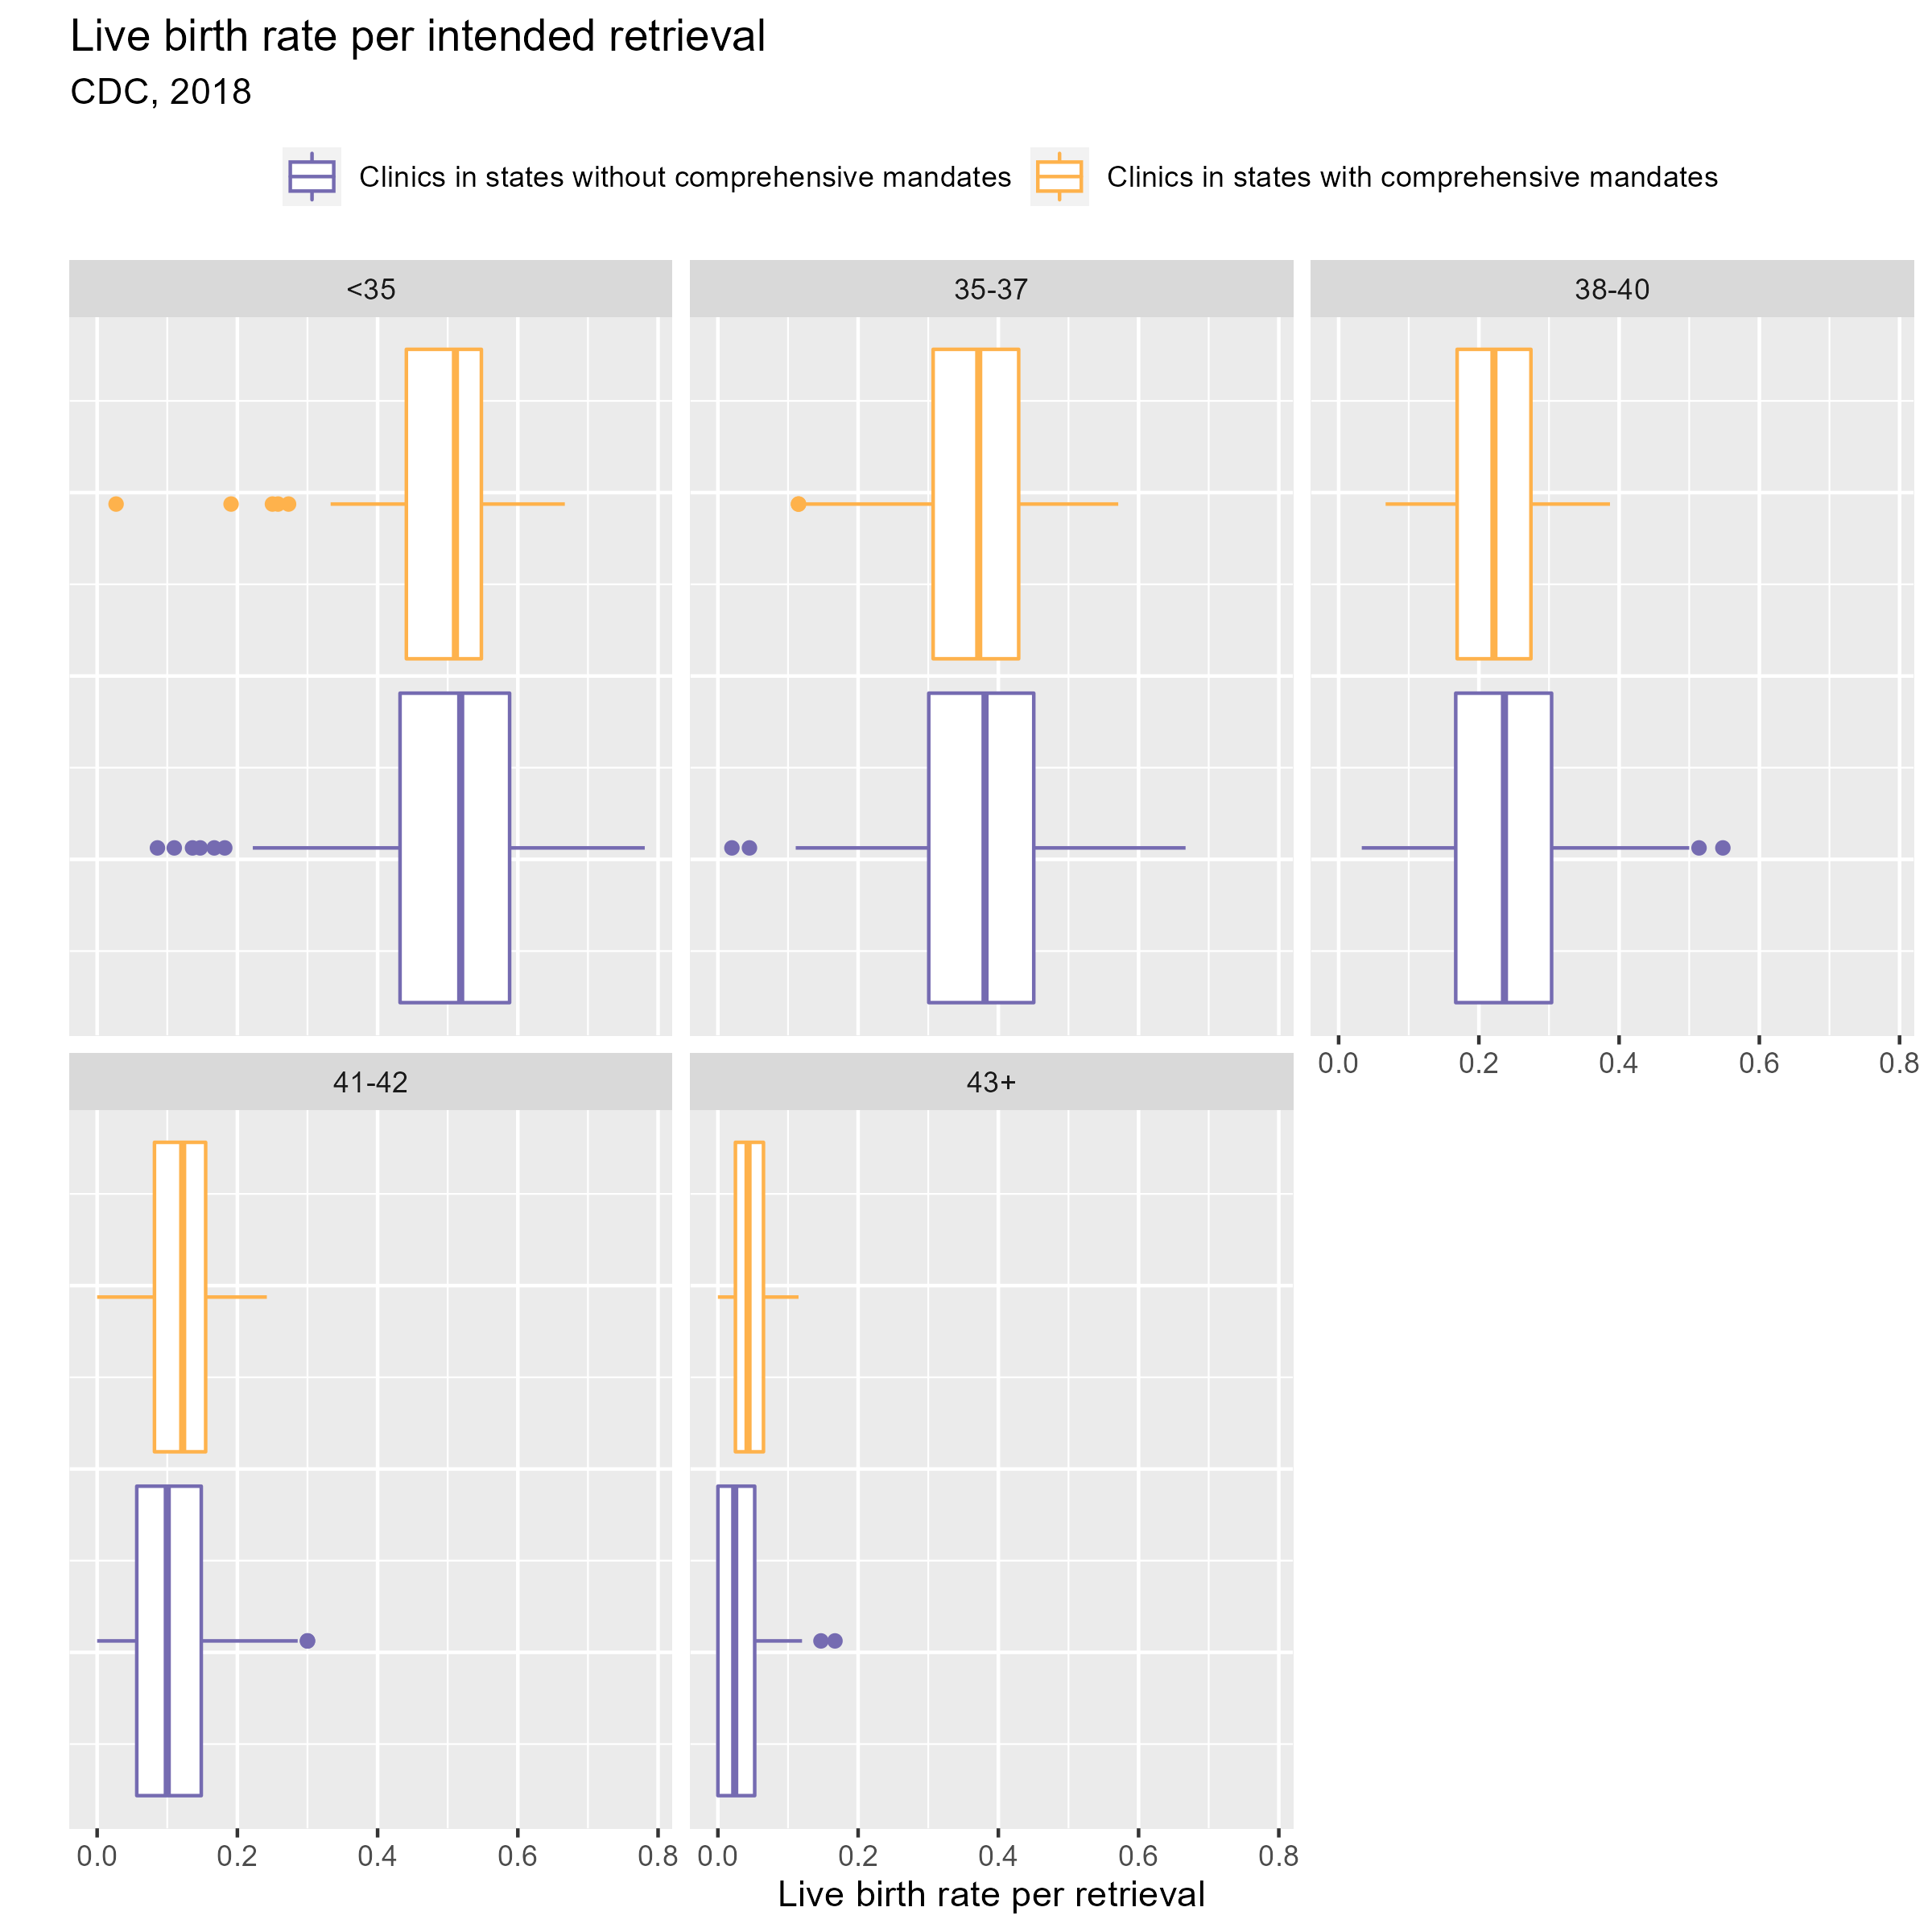 Live birth rate per intended retrieval
CDC, 2018
Clinics in states without comprehensive mandates Clinics in states with comprehensive mandates
<35 35-37 38-40
0.0 0.2 0.4 0.6 0.8
41-42 43+
0.0 0.2 0.4 0.6 0.8 0.0 0.2 0.4 0.6 0.8
Live birth rate per retrieval